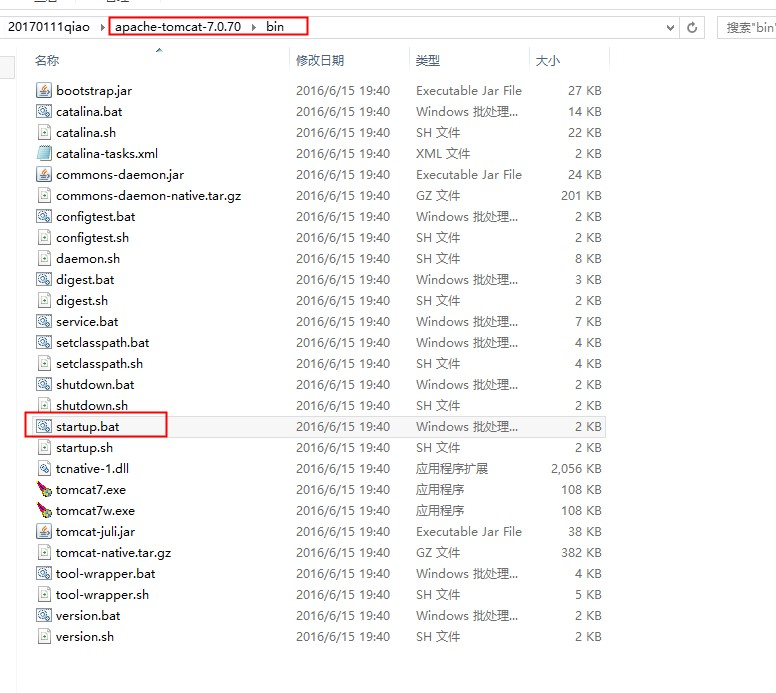 20170111qiao apache-tomcat-7.0.70 bin 搜索"bin"
名称 修改日期 类型 大小
bootstrap.jar 2016/6/15 19:40 Executable Jar File 27 KB
catalina.bat 2016/6/15 19:40 Windows 批处理... 14 KB
catalina.sh 2016/6/15 19:40 SH 文件 22 KB
catalina-tasks.xml 2016/6/15 19:40 XML 文件 2 KB
commons-daemon.jar 2016/6/15 19:40 Executable Jar File 24 KB
commons-daemon-native.tar.gz 2016/6/15 19:40 GZ 文件 201 KB
configtest.bat 2016/6/15 19:40 Windows 批处理... 2 KB
configtest.sh 2016/6/15 19:40 SH 文件 2 KB
daemon.sh 2016/6/15 19:40 SH 文件 8 KB
digest.bat 2016/6/15 19:40 Windows 批处理... 3 KB
digest.sh 2016/6/15 19:40 SH 文件 2 KB
service.bat 2016/6/15 19:40 Windows 批处理... 7 KB
setclasspath.bat 2016/6/15 19:40 Windows 批处理... 4 KB
setclasspath.sh 2016/6/15 19:40 SH 文件 4 KB
shutdown.bat 2016/6/15 19:40 Windows 批处理... 2 KB
shutdown.sh 2016/6/15 19:40 SH 文件 2 KB
startup.bat 2016/6/15 19:40 Windows 批处理... 2 KB
startup.sh 2016/6/15 19:40 SH 文件 2 KB
tcnative-1.dll 2016/6/15 19:40 应用程序扩展 2,056 KB
tomcat7.exe 2016/6/15 19:40 应用程序 108 KB
tomcat7w.exe 2016/6/15 19:40 应用程序 108 KB
tomcat-juli.jar 2016/6/15 19:40 Executable Jar File 38 KB
tomcat-native.tar.gz 2016/6/15 19:40 GZ 文件 382 KB
tool-wrapper.bat 2016/6/15 19:40 Windows 批处理... 4 KB
tool-wrapper.sh 2016/6/15 19:40 SH 文件 5 KB
version.bat 2016/6/15 19:40 Windows 批处理... 2 KB
version.sh 2016/6/15 19:40 SH 文件 2 KB